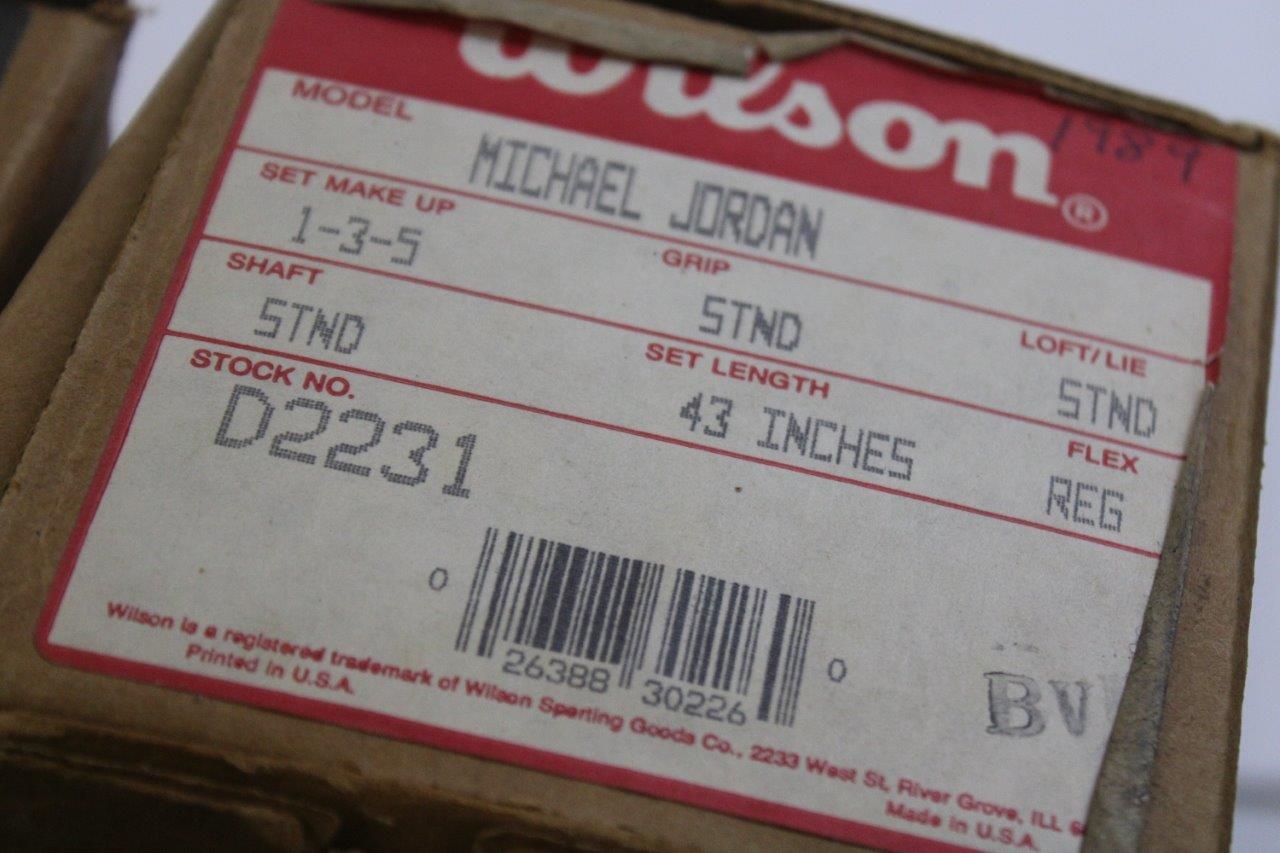 Wilson®
1989
MODEL
MICHAEL JORDAN
SET MAKE UP
1-3-5
GRIP
STND
LOFT/LIE
STND
SHAFT
STND
SET LENGTH
43 INCHES
FLEX
REG
STOCK NO.
D2231
0 26388 30226 0
BV
Wilson is a registered trademark of Wilson Sporting Goods Co., 2233 West St. River Grove, ILL 6
Printed in U.S.A.
Made in U.S.A.